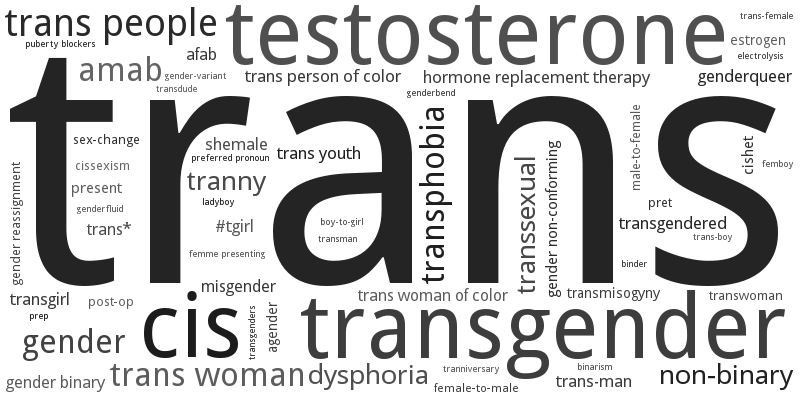 trans people
testosterone
trans-female
puberty blockers
afab
estrogen
electrolysis
amab
gender-variant
trans person of color
hormone replacement therapy
genderqueer
transdude
genderbend
trans
sex-change
shemale
preferred pronoun
trans youth
transphobia
male-to-female
cishet
femboy
cissexism
present
tranny
ladyboy
transsexual
gender non-conforming
pret
gender reassignment
genderfluid
trans*
#tgirl
boy-to-girl
transman
transgendered
trans-boy
femme presenting
binder
misgender
transgirl
post-op
prep
trans woman of color
transmisogyny
transwoman
gender
cis
transgenders
agender
transgender
gender binary
trans woman
dysphoria
tranniversary
female-to-male
binarism
trans-man
non-binary